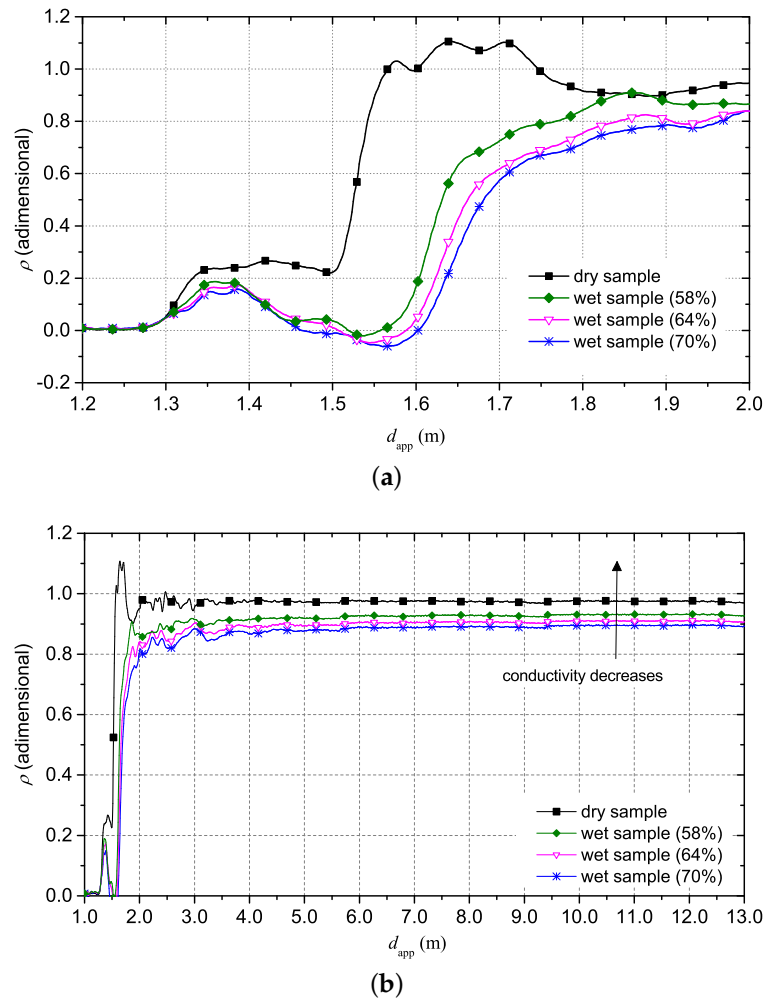 1.2
1.0
0.8
0.6
0.4
0.2
0.0
-0.2
ρ (adimensional)
dry sample
wet sample (58%)
wet sample (64%)
wet sample (70%)
1.2 1.3 1.4 1.5 1.6 1.7 1.8 1.9 2.0
dapp (m)
(a)
1.2
1.0
0.8
0.6
0.4
0.2
0.0
ρ (adimensional)
conductivity decreases
dry sample
wet sample (58%)
wet sample (64%)
wet sample (70%)
1.0 2.0 3.0 4.0 5.0 6.0 7.0 8.0 9.0 10.0 11.0 12.0 13.0
dapp (m)
(b)